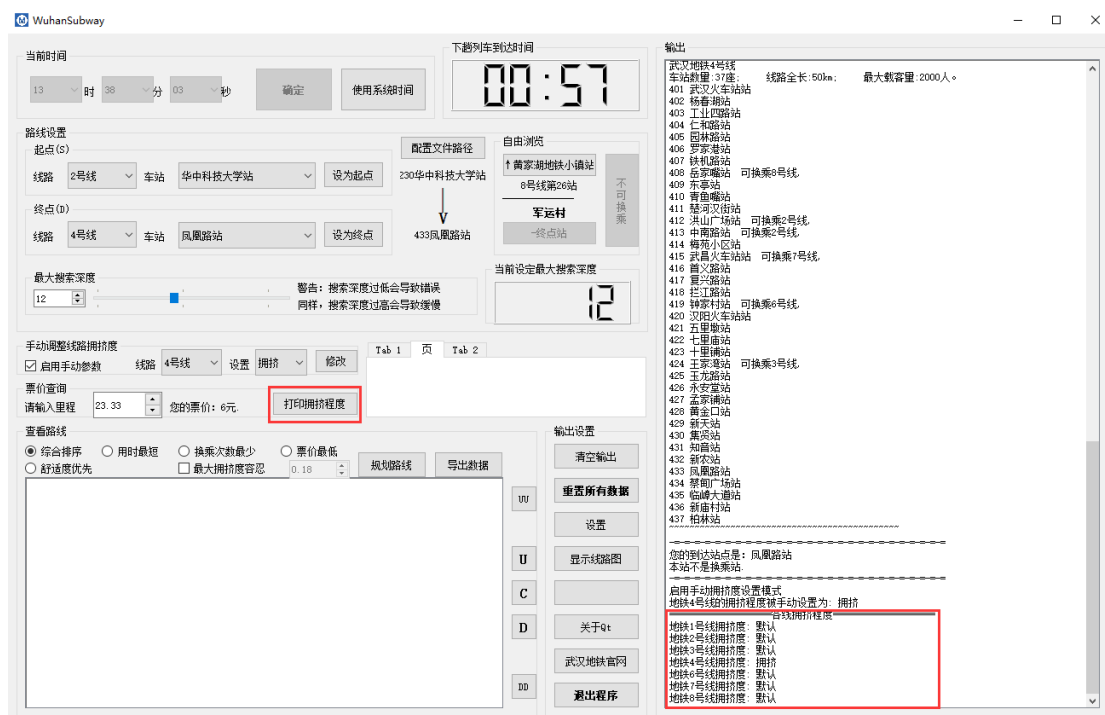 WuhanSubway
当前时间
13 时 38 分 03 秒 确定 使用系统时间
下趟列车到达时间
00:57
路线设置
起点(S)
线路 2号线 车站 华中科技大学站 设为起点
终点(D)
线路 4号线 车站 凤凰路站 设为终点
配置文件路径
230华中科技大学站
V
433凤凰路站
自由浏览
↑黄家湖地铁小镇站
8号线第26站
军运村
-终点站
不可换乘
最大搜索深度
12
警告：搜索深度过低会导致错误
同样，搜索深度过高会导致缓慢
当前设定最大搜索深度
12
手动调整线路拥挤度
启用手动参数 线路 4号线 设置 拥挤 修改
Tab 1 页 Tab 2
票价查询
请输入里程 23.33 您的票价：6元. 打印拥挤程度
查看路线
综合排序 用时最短 换乘次数最少 票价最低
舒适度优先 最大拥挤度容忍 0.18 规划路线 导出数据
UU
U
C
D
DD
输出设置
清空输出
重置所有数据
设置
显示线路图
关于Qt
武汉地铁官网
退出程序
输出
武汉地铁4号线
车站数量:37座; 线路全长:50km; 最大载客量:2000人。
401 武汉火车站站
402 杨春湖站
403 工业四路站
404 仁和路站
405 园林路站
406 罗家港站
407 铁机路站
408 岳家嘴站 可换乘8号线,
409 东亭站
410 青鱼嘴站
411 楚河汉街站
412 洪山广场站 可换乘2号线,
413 中南路站 可换乘2号线,
414 梅苑小区站
415 武昌火车站站 可换乘7号线,
416 首义路站
417 复兴路站
418 拦江路站
419 钟家村站 可换乘6号线,
420 汉阳火车站站
421 五里墩站
422 七里庙站
423 十里铺站
424 王家湾站 可换乘3号线,
425 玉龙路站
426 永安堂站
427 孟家铺站
428 黄金口站
429 新天站
430 集贤站
431 知音站
432 新农站
433 凤凰路站
434 蔡甸广场站
435 临嶂大道站
436 新庙村站
437 柏林站
~~~~~~~~~~~~~~~~~~~~~~~~~~~~~~~~~~~~~~~~~~~~
-=-=-=-=-=-=-=-=-=-=-=-=-=-=-=-=-=-=-=-=
您的到达站点是：凤凰路站
本站不是换乘站.
-=-=-=-=-=-=-=-=-=-=-=-=-=-=-=-=-=-=-=-=
启用手动拥挤度设置模式
地铁4号线的拥挤程度被手动设置为：拥挤
各线拥挤程度
地铁1号线拥挤度：默认
地铁2号线拥挤度：默认
地铁3号线拥挤度：默认
地铁4号线拥挤度：拥挤
地铁6号线拥挤度：默认
地铁7号线拥挤度：默认
地铁8号线拥挤度：默认